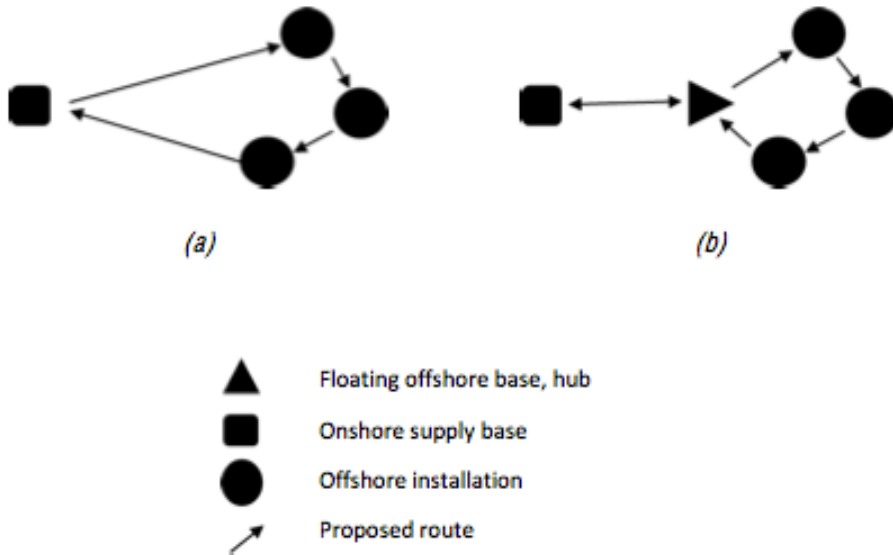 (a)
(b)
Floating offshore base, hub
Onshore supply base
Offshore installation
Proposed route